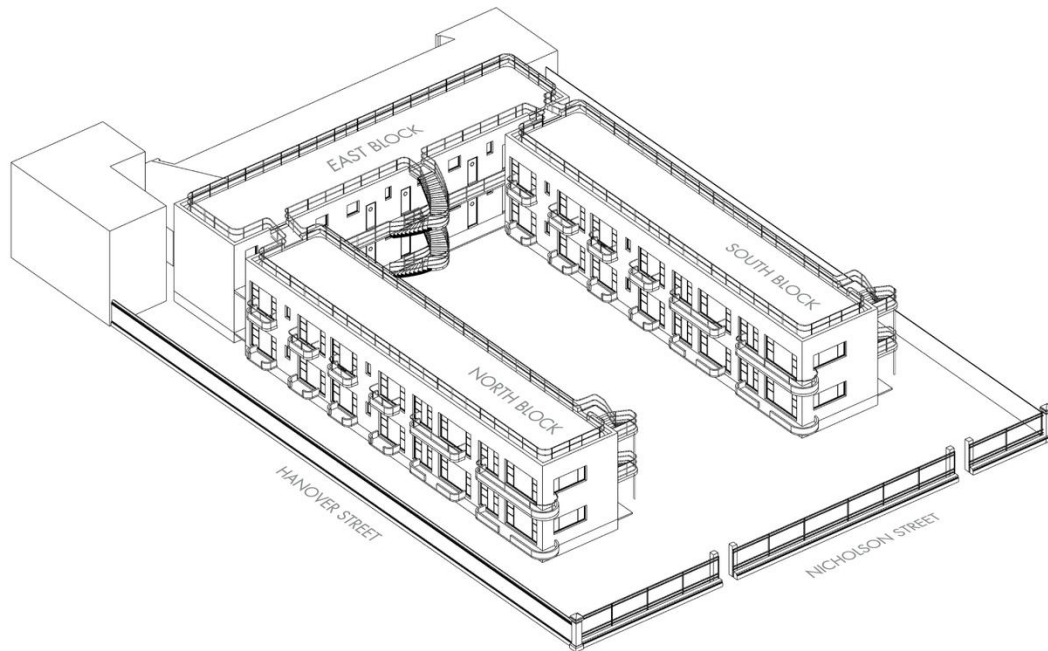 EAST BLOCK
SOUTH BLOCK
NORTH BLOCK
HANOVER STREET
NICHOLSON STREET